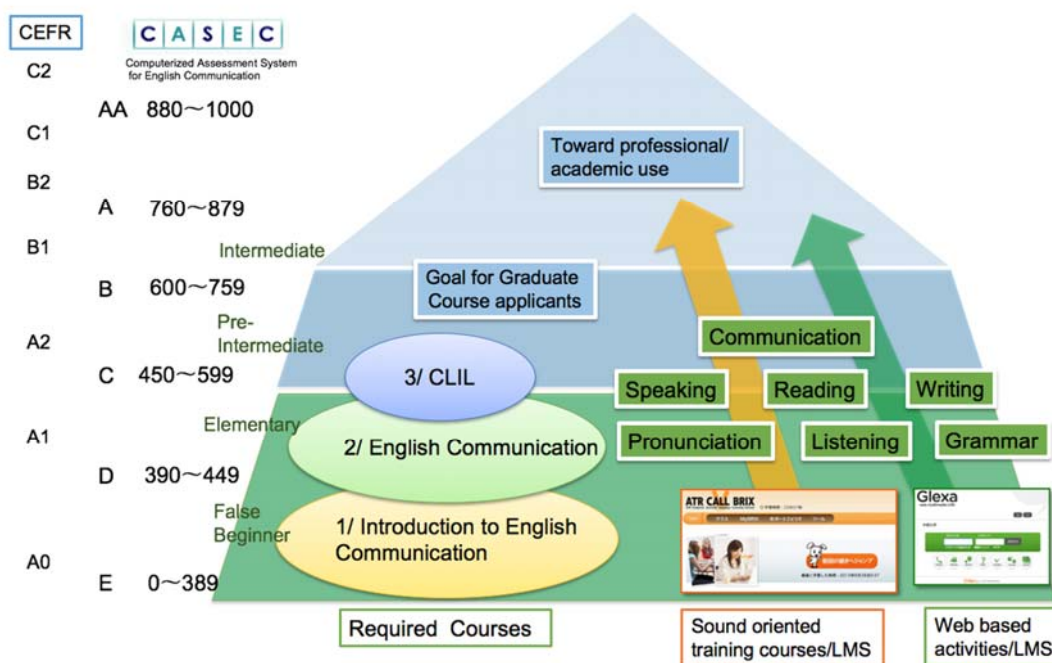 CEFR
C A S E C
Computerized Assessment System
for English Communication
C2
AA 880～1000
C1
Toward professional/
academic use
B2
A 760～879
B1
Intermediate
Goal for Graduate
Course applicants
B 600～759
Pre-
Intermediate
A2
Communication
C 450～599
3/ CLIL
Speaking
Reading
Writing
Elementary
A1
2/ English Communication
Pronunciation
Listening
Grammar
D 390～449
False
Beginner
1/ Introduction to English
Communication
A0
E 0～389
ATR CALL BRIX
Glexa
Required Courses
Sound oriented
training courses/LMS
Web based
activities/LMS